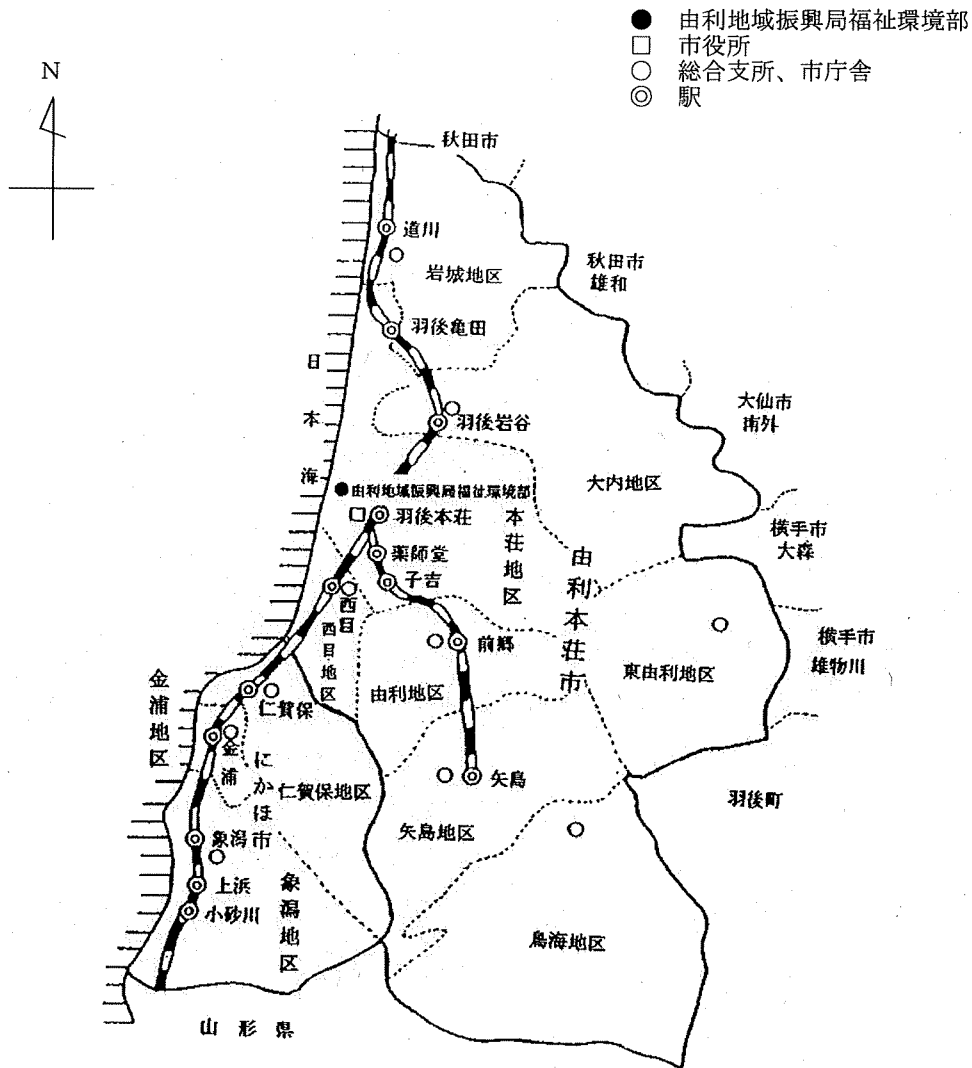 ● 由利地域振興局福祉環境部
□ 市役所
○ 総合支所、市庁舎
◎ 駅
N
秋田市
道川
岩城地区
秋田市
雄和
羽後亀田
日本海
大仙市
南外
羽後岩谷
大内地区
由利地域振興局福祉環境部
羽後本荘
本荘地区
横手市
大森
薬師堂
子吉
由利本荘市
西目
西目地区
前郷
横手市
雄物川
東由利地区
由利地区
金浦地区
仁賀保
金浦
にかほ市
仁賀保地区
矢島
羽後町
矢島地区
象潟
上浜
象潟地区
小砂川
鳥海地区
山形県